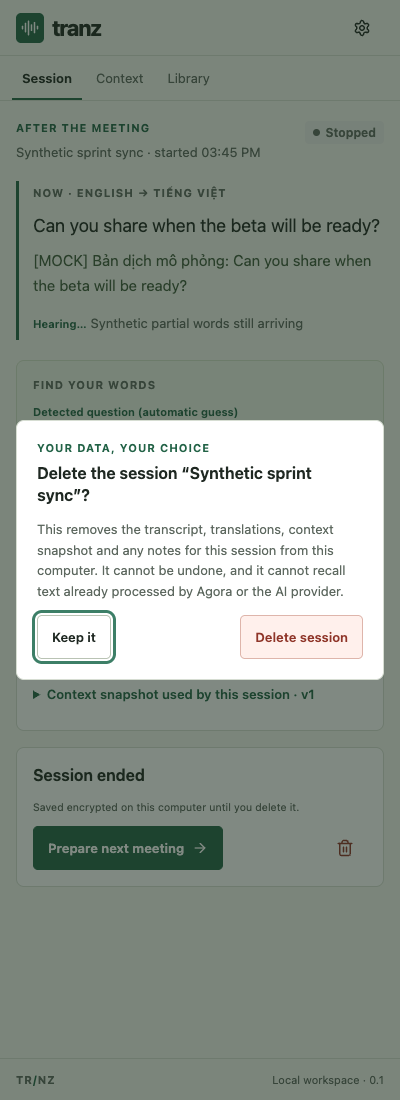 tranz
Session
Context
Library
AFTER THE MEETING
Stopped
Synthetic sprint sync · started 03:45 PM
NOW · ENGLISH → TIẾNG VIỆT
Can you share when the beta will be ready?
[MOCK] Bản dịch mô phỏng: Can you share when
the beta will be ready?
Hearing... Synthetic partial words still arriving
FIND YOUR WORDS
Detected question (automatic guess)
YOUR DATA, YOUR CHOICE
Delete the session “Synthetic sprint
sync”?
This removes the transcript, translations, context
snapshot and any notes for this session from this
computer. It cannot be undone, and it cannot recall
text already processed by Agora or the AI provider.
Keep it
Delete session
Context snapshot used by this session · v1
Session ended
Saved encrypted on this computer until you delete it.
Prepare next meeting →
TR/NZ
Local workspace · 0.1